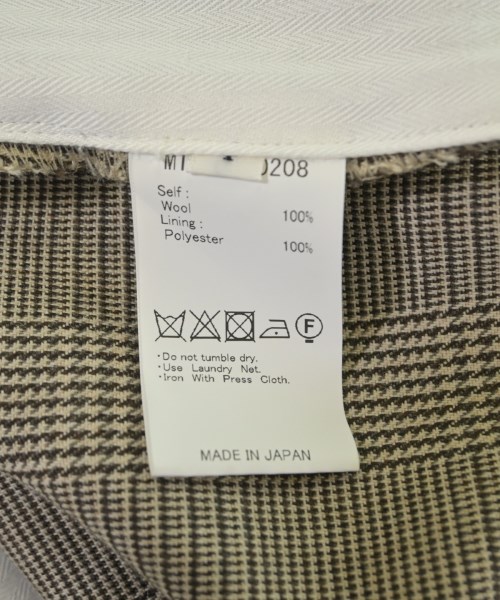 0208
Self :
Wool 100%
Lining :
Polyester 100%
F
·Do not tumble dry.
·Use Laundry Net.
·Iron With Press Cloth.
MADE IN JAPAN